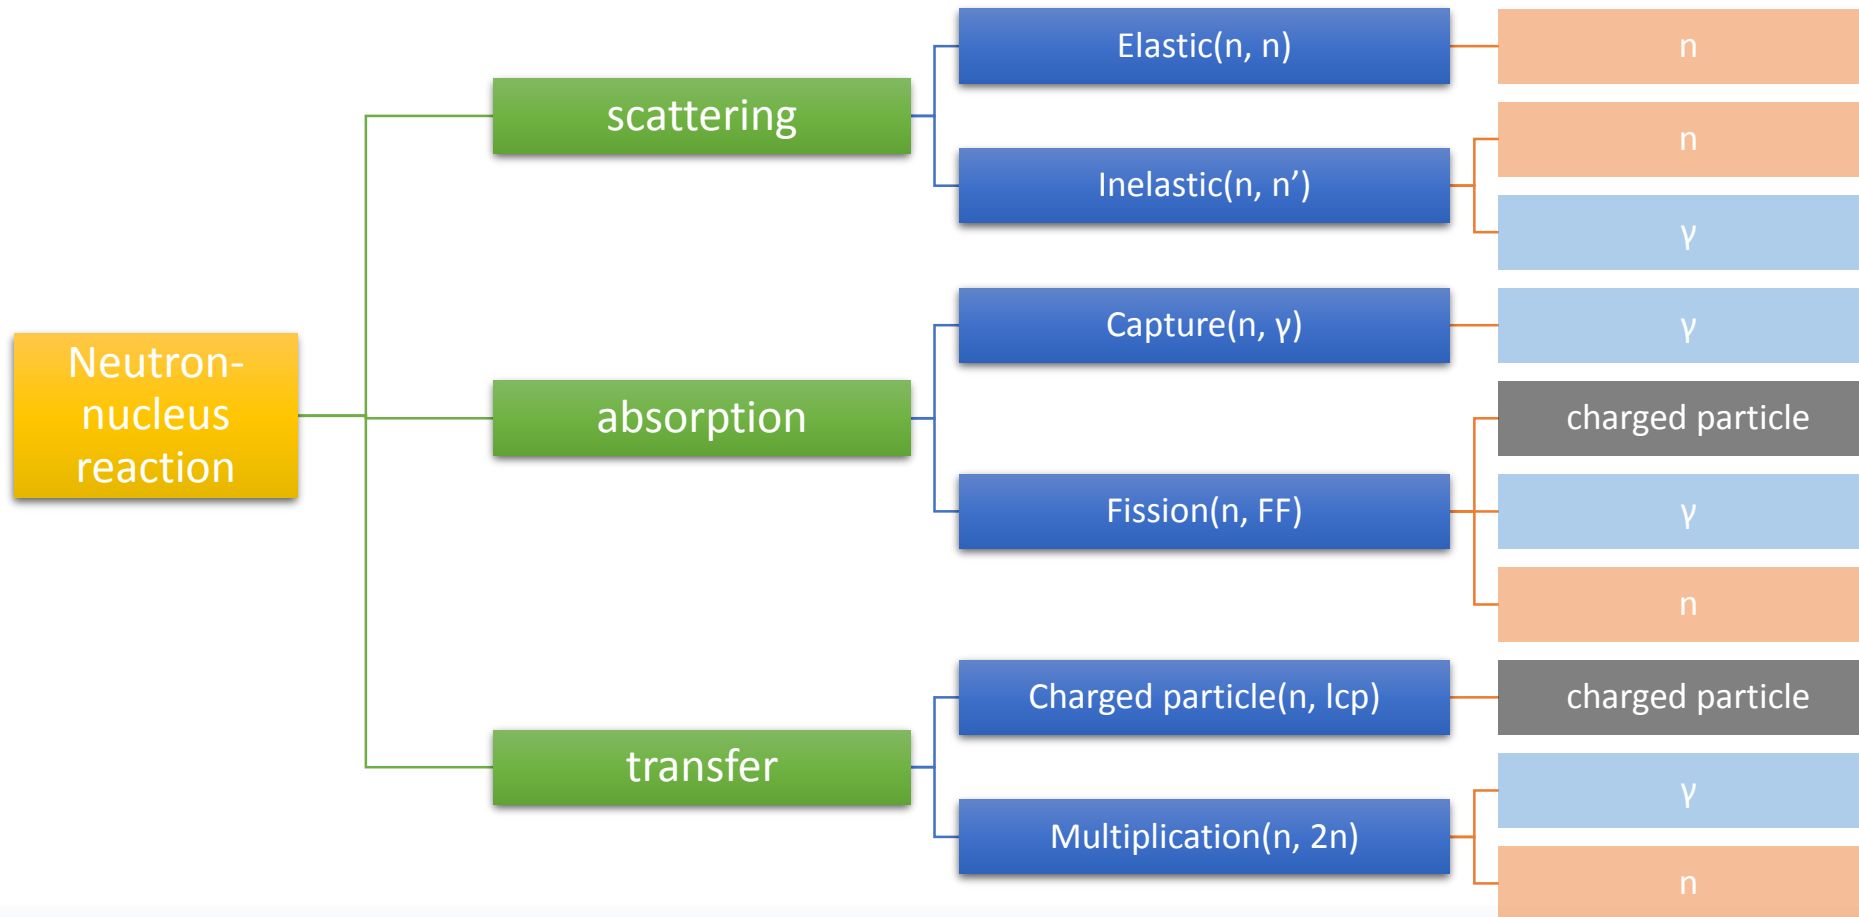 Neutron-
nucleus
reaction
scattering
Elastic(n, n)
n
Inelastic(n, n’)
n
γ
absorption
Capture(n, γ)
γ
Fission(n, FF)
charged particle
γ
n
transfer
Charged particle(n, lcp)
charged particle
Multiplication(n, 2n)
γ
n